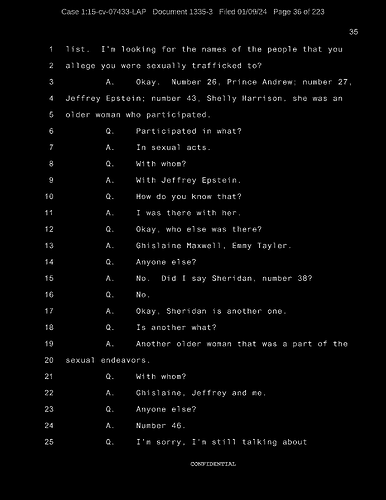 Case 1:15-cv-07433-LAP Document 1335-3 Filed 01/09/24 Page 36 of 223
35
1 list. I'm looking for the names of the people that you
2 allege you were sexually trafficked to?
3 A. Okay. Number 26, Prince Andrew; number 27,
4 Jeffrey Epstein; number 43, Shelly Harrison, she was an
5 older woman who participated.
6 Q. Participated in what?
7 A. In sexual acts.
8 Q. With whom?
9 A. With Jeffrey Epstein.
10 Q. How do you know that?
11 A. I was there with her.
12 Q. Okay, who else was there?
13 A. Ghislaine Maxwell, Emmy Tayler.
14 Q. Anyone else?
15 A. No. Did I say Sheridan, number 38?
16 Q. No.
17 A. Okay, Sheridan is another one.
18 Q. Is another what?
19 A. Another older woman that was a part of the
20 sexual endeavors.
21 Q. With whom?
22 A. Ghislaine, Jeffrey and me.
23 Q. Anyone else?
24 A. Number 46.
25 Q. I'm sorry, I'm still talking about
CONFIDENTIAL